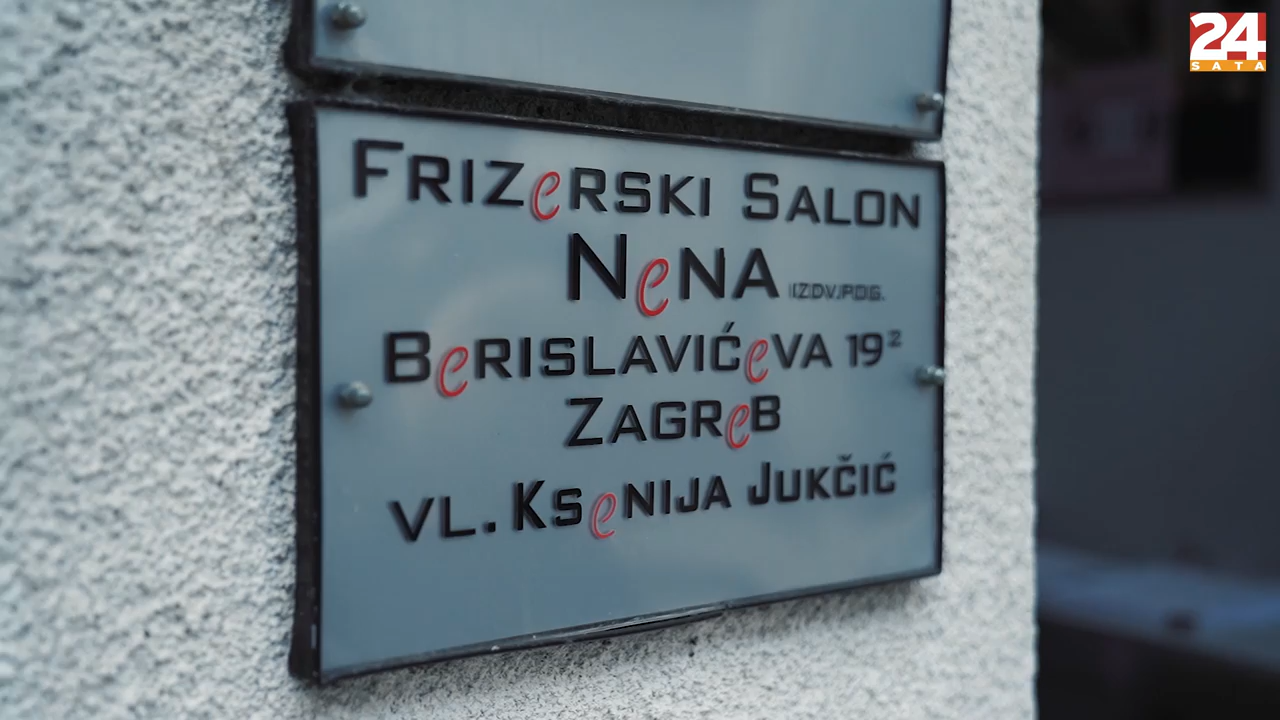 24
SATA
FRIZeRSKI SALON
NeNA IZDV.POG.
BeRISLAVIĆeVA 19²
ZAGReB
VL. KSeNIJA JUKČIĆ